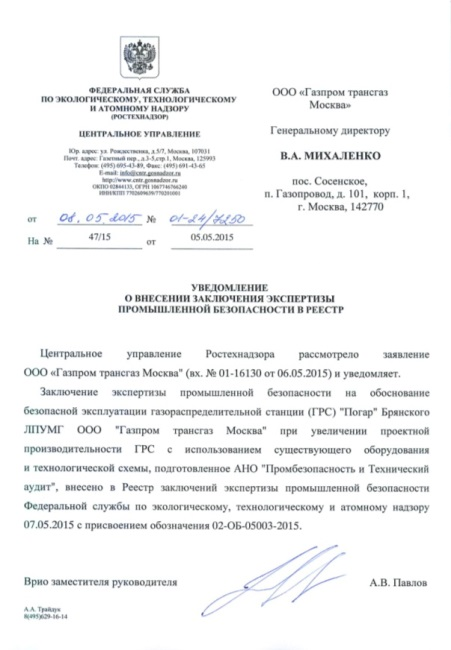 ФЕДЕРАЛЬНАЯ СЛУЖБА
ПО ЭКОЛОГИЧЕСКОМУ, ТЕХНОЛОГИЧЕСКОМУ
И АТОМНОМУ НАДЗОРУ
(РОСТЕХНАДЗОР)
ЦЕНТРАЛЬНОЕ УПРАВЛЕНИЕ
Юр. адрес: ул. Рождественка, д.5/7, Москва, 107031
Почт. адрес: Газетный пер., д.3-5,стр.1, Москва, 125993
Телефон: (495) 695-43-89, Факс: (495) 691-43-65
E-mail: info@cntr.gosnadzor.ru
http://www.cntr.gosnadzor.ru
ОКПО 02844133, ОГРН 1067746766240
ИНН/КПП 7702609639/770201001
от 08.05.2015 № 01-24/7250
На № 47/15 от 05.05.2015
ООО «Газпром трансгаз
Москва»
Генеральному директору
В.А. МИХАЛЕНКО
пос. Сосенское,
п. Газопровод, д. 101, корп. 1,
г. Москва, 142770
УВЕДОМЛЕНИЕ
О ВНЕСЕНИИ ЗАКЛЮЧЕНИЯ ЭКСПЕРТИЗЫ
ПРОМЫШЛЕННОЙ БЕЗОПАСНОСТИ В РЕЕСТР
Центральное управление Ростехнадзора рассмотрело заявление
ООО «Газпром трансгаз Москва" (вх. № 01-16130 от 06.05.2015) и уведомляет.
Заключение экспертизы промышленной безопасности на обоснование
безопасной эксплуатации газораспределительной станции (ГРС) "Погар" Брянского
ЛПУМГ ООО "Газпром трансгаз Москва" при увеличении проектной
производительности ГРС с использованием существующего оборудования
и технологической схемы, подготовленное АНО "Промбезопасность и Технический
аудит", внесено в Реестр заключений экспертизы промышленной безопасности
Федеральной службы по экологическому, технологическому и атомному надзору
07.05.2015 с присвоением обозначения 02-ОБ-05003-2015.
Врио заместителя руководителя А.В. Павлов
А.А. Трайдук
8(495)629-16-14